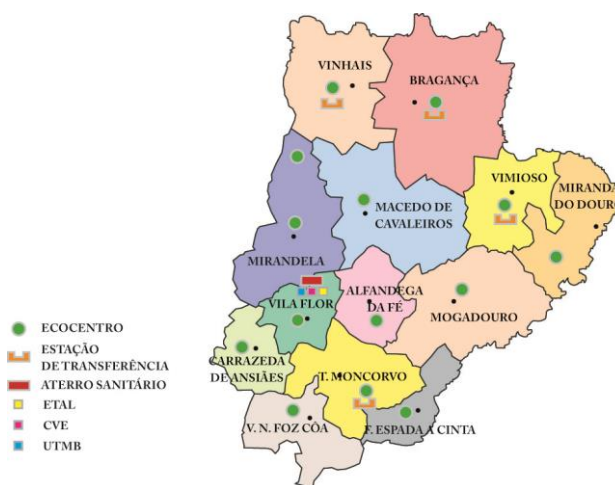 VINHAIS
BRAGANÇA
VIMIOSO
MIRANDA
DO DOURO
MACEDO DE
CAVALEIROS
MIRANDELA
VILA FLOR
ALFANDEGA
DA FÉ
MOGADOURO
CARRAZEDA
DE ANSIÃES
T. MONCORVO
V. N. FOZ CÔA
F. ESPADA A CINTA
ECOCENTRO
ESTAÇÃO
DE TRANSFERÊNCIA
ATERRO SANITÁRIO
ETAL
CVE
UTMB